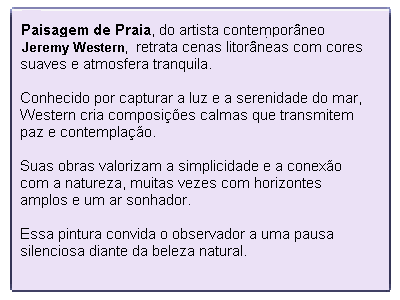 Paisagem de Praia, do artista contemporâneo
Jeremy Western, retrata cenas litorâneas com cores
suaves e atmosfera tranquila.
Conhecido por capturar a luz e a serenidade do mar,
Western cria composições calmas que transmitem
paz e contemplação.
Suas obras valorizam a simplicidade e a conexão
com a natureza, muitas vezes com horizontes
amplos e um ar sonhador.
Essa pintura convida o observador a uma pausa
silenciosa diante da beleza natural.